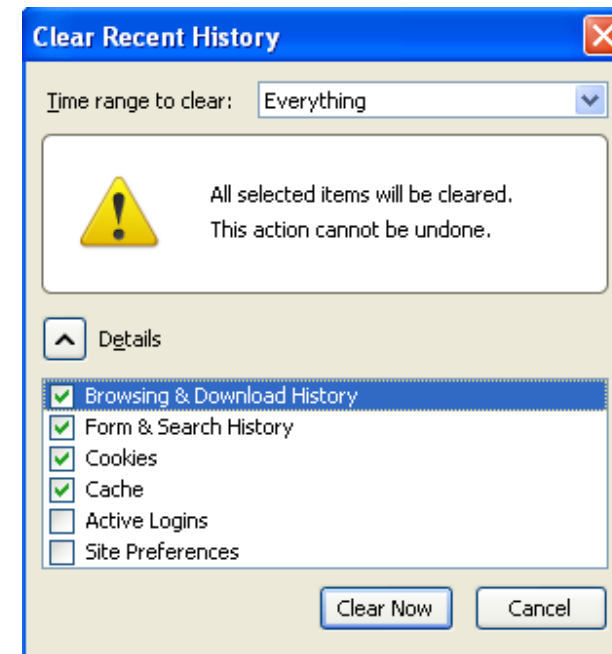 Clear Recent History
Time range to clear: Everything
All selected items will be cleared.
This action cannot be undone.
Details
Browsing & Download History
Form & Search History
Cookies
Cache
Active Logins
Site Preferences
Clear Now Cancel